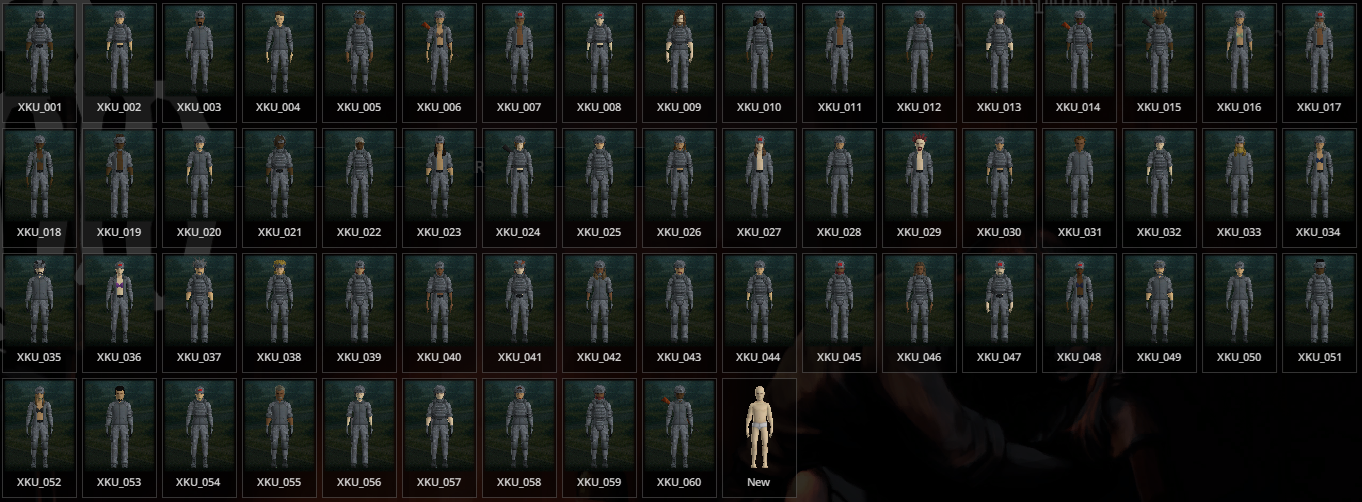 XKU_001 XKU_002 XKU_003 XKU_004 XKU_005 XKU_006 XKU_007 XKU_008 XKU_009 XKU_010 XKU_011 XKU_012 XKU_013 XKU_014 XKU_015 XKU_016 XKU_017
XKU_018 XKU_019 XKU_020 XKU_021 XKU_022 XKU_023 XKU_024 XKU_025 XKU_026 XKU_027 XKU_028 XKU_029 XKU_030 XKU_031 XKU_032 XKU_033 XKU_034
XKU_035 XKU_036 XKU_037 XKU_038 XKU_039 XKU_040 XKU_041 XKU_042 XKU_043 XKU_044 XKU_045 XKU_046 XKU_047 XKU_048 XKU_049 XKU_050 XKU_051
XKU_052 XKU_053 XKU_054 XKU_055 XKU_056 XKU_057 XKU_058 XKU_059 XKU_060 New